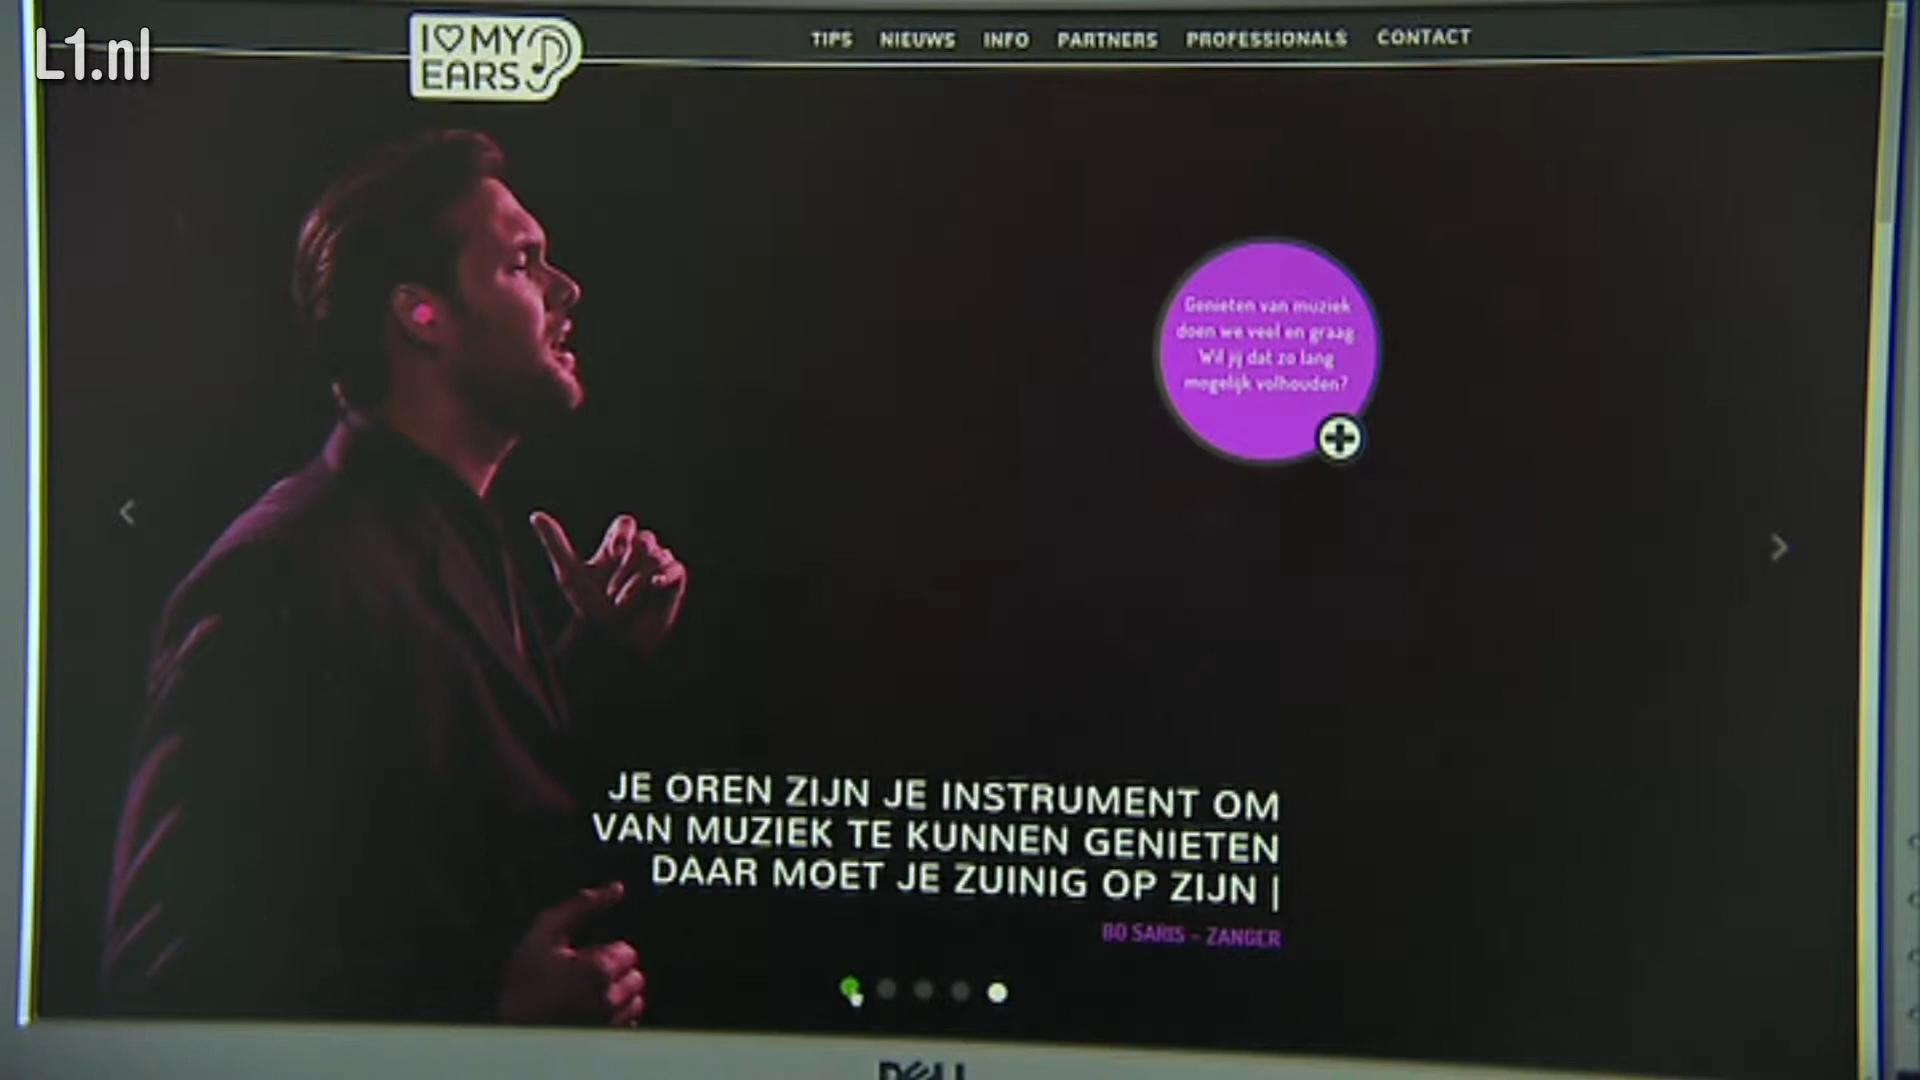 L1.nl
I♡MY
EARS
TIPS NIEUWS INFO PARTNERS PROFESSIONALS CONTACT
Genieten van muziek
doen we veel en graag.
Wil jij dat zo lang
mogelijk volhouden?
JE OREN ZIJN JE INSTRUMENT OM
VAN MUZIEK TE KUNNEN GENIETEN
DAAR MOET JE ZUINIG OP ZIJN |
BO SARIS - ZANGER
DELL